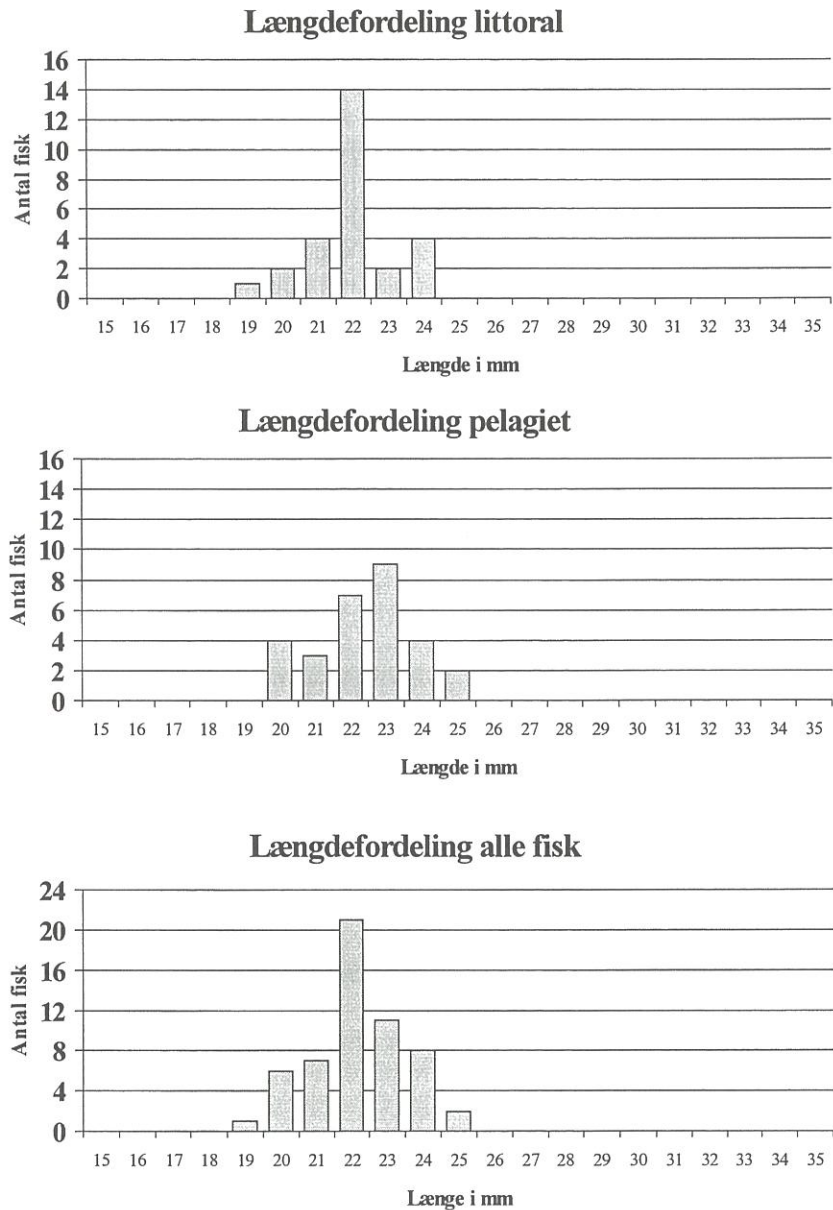 Længdefordeling littoral
16
14
12
10
8
6
4
2
0
Antal fisk
15 16 17 18 19 20 21 22 23 24 25 26 27 28 29 30 31 32 33 34 35
Længde i mm
Længdefordeling pelagiet
16
14
12
10
8
6
4
2
0
Antal fisk
15 16 17 18 19 20 21 22 23 24 25 26 27 28 29 30 31 32 33 34 35
Længde i mm
Længdefordeling alle fisk
24
20
16
12
8
4
0
Antal fisk
15 16 17 18 19 20 21 22 23 24 25 26 27 28 29 30 31 32 33 34 35
Længe i mm